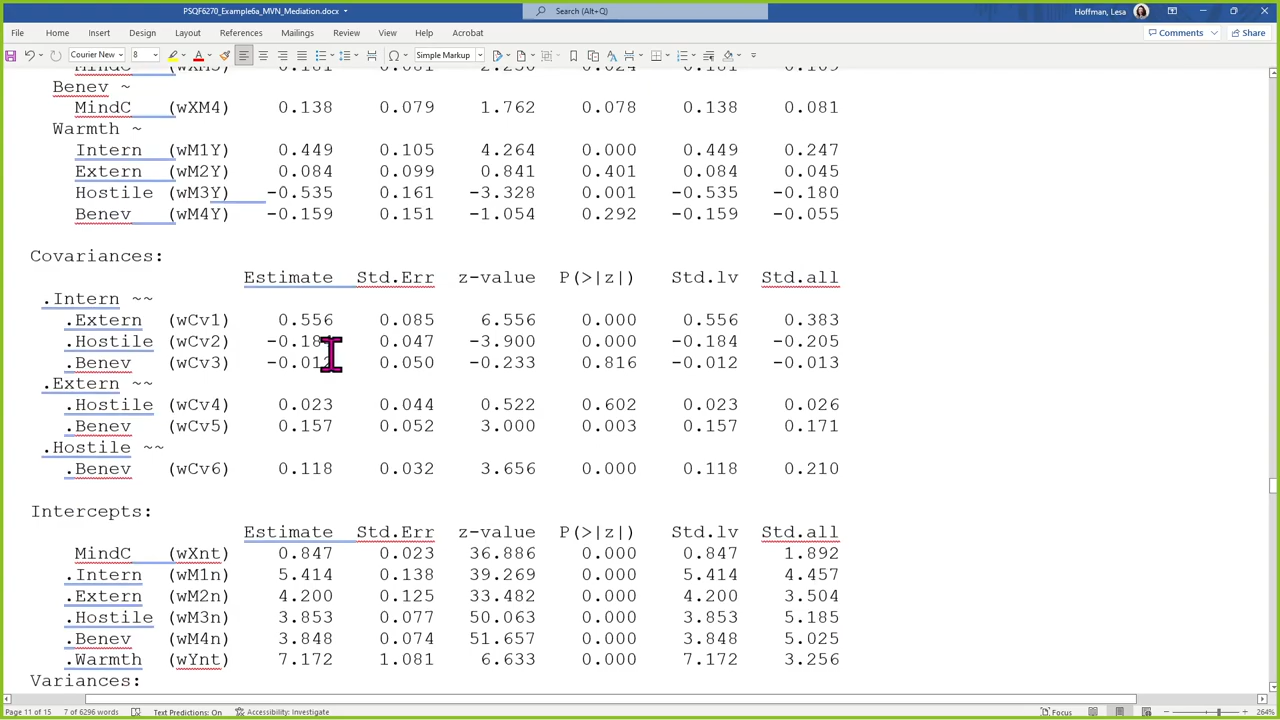 PSQF6270_Example6a_MVN_Mediation.docx
Search (Alt+Q)
Hoffman, Lesa
File Home Insert Design Layout References Mailings Review View Help Acrobat
Comments Share
Courier New 8 Simple Markup
Benev ~
MindC (wXM4) 0.138 0.079 1.762 0.078 0.138 0.081
Warmth ~
Intern (wM1Y) 0.449 0.105 4.264 0.000 0.449 0.247
Extern (wM2Y) 0.084 0.099 0.841 0.401 0.084 0.045
Hostile (wM3Y) -0.535 0.161 -3.328 0.001 -0.535 -0.180
Benev (wM4Y) -0.159 0.151 -1.054 0.292 -0.159 -0.055
Covariances:
Estimate Std.Err z-value P(>|z|) Std.lv Std.all
.Intern ~~
.Extern (wCv1) 0.556 0.085 6.556 0.000 0.556 0.383
.Hostile (wCv2) -0.184 0.047 -3.900 0.000 -0.184 -0.205
.Benev (wCv3) -0.012 0.050 -0.233 0.816 -0.012 -0.013
.Extern ~~
.Hostile (wCv4) 0.023 0.044 0.522 0.602 0.023 0.026
.Benev (wCv5) 0.157 0.052 3.000 0.003 0.157 0.171
.Hostile ~~
.Benev (wCv6) 0.118 0.032 3.656 0.000 0.118 0.210
Intercepts:
Estimate Std.Err z-value P(>|z|) Std.lv Std.all
MindC (wXnt) 0.847 0.023 36.886 0.000 0.847 1.892
.Intern (wM1n) 5.414 0.138 39.269 0.000 5.414 4.457
.Extern (wM2n) 4.200 0.125 33.482 0.000 4.200 3.504
.Hostile (wM3n) 3.853 0.077 50.063 0.000 3.853 5.185
.Benev (wM4n) 3.848 0.074 51.657 0.000 3.848 5.025
.Warmth (wYnt) 7.172 1.081 6.633 0.000 7.172 3.256
Variances:
Page 11 of 15 7 of 6296 words Text Predictions: On Accessibility: Investigate Focus 264%